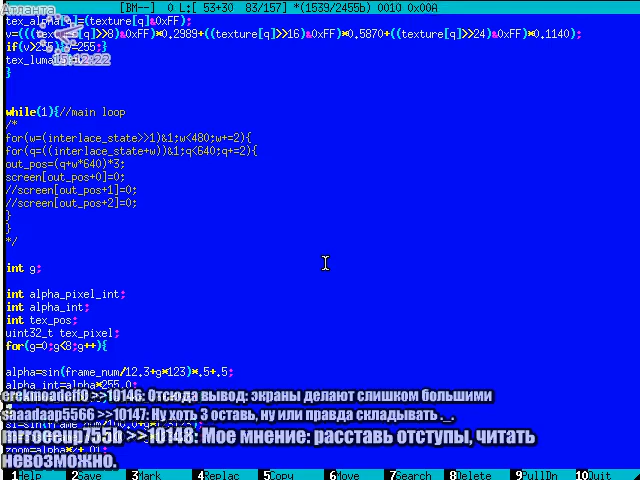 [BM--]  0 L:[ 53+30  83/157] *(1539/2455b) 0010 0x00A
Атланта
tex_alpha[q]=(texture[q]&0xFF);
v=(((texture[q]>>8)&0xFF)*0.2989+((texture[q]>>16)&0xFF)*0.5870+((texture[q]>>24)&0xFF)*0.1140);
if(v>255)v=255;}
tex_luma
15:12:22
}
while(1){//main loop
/*
for(w=(interlace_state>>1)&1;w<480;w+=2){
for(q=((interlace_state+w))&1;q<640;q+=2){
out_pos=(q+w*640)*3;
screen[out_pos+0]=0;
//screen[out_pos+1]=0;
//screen[out_pos+2]=0;
}
}
*/
int g;
int alpha_pixel_int;
int alpha_int;
int tex_pos;
uint32_t tex_pixel;
for(g=0;g<8;g++){
alpha=sin(frame_num/12.3+g*123)*.5+.5;
alpha_int=alpha*255.0;
erekmoadeif0 >>10146: Отсюда вывод: экраны делают слишком большими
saaadaap5566 >>10147: Ну хоть 3 оставь, ну или правда складывать ._.
mrroeeup755b >>10148: Мое мнение: расставь отступы, читать
невозможно.
1Help 2Save 3Mark 4Replac 5Copy 6Move 7Search 8Delete 9PullDn 10Quit